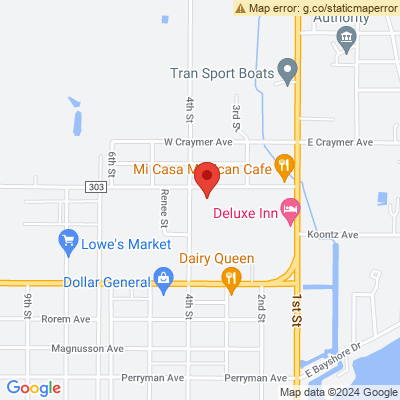 Map error: g.co/staticmaperror
Authority
Tran Sport Boats
4th St
3rd St
W Craymer Ave
E Craymer Ave
6th St
Mi Casa M can Cafe
303
Renee St
Deluxe Inn
Koontz Ave
Lowe's Market
Dairy Queen
Dollar General
9th St
4th St
2nd St
1st St
Rorem Ave
Magnusson Ave
E Bayshore Dr
Perryman Ave
Perryman Ave
Google
Map data ©2024 Google